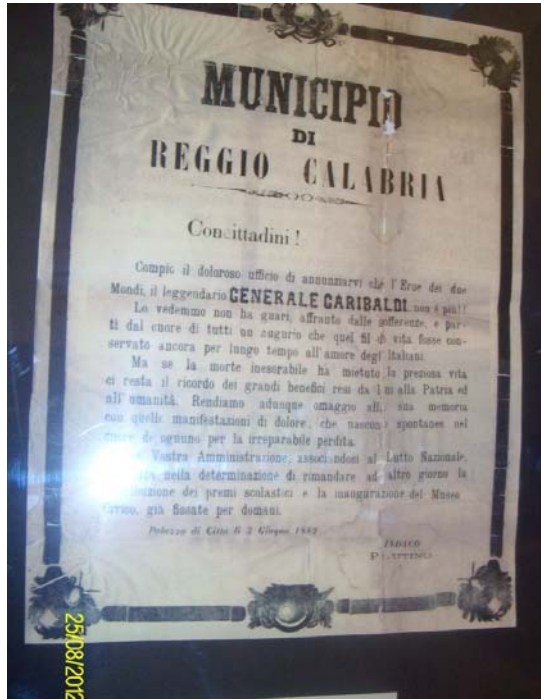 MUNICIPIO
DI
REGGIO CALABRIA
Concittadini!
Compio il doloroso ufficio di annunziarvi che l'Eroe dei due
Mondi, il leggendario GENERALE GARIBALDI non è più!!
Lo vedemmo non ha guari, affranto dalle sofferenze, e par-
tì dal cuore di tutti un augurio che quel fil di vita fosse con-
servato ancora per lungo tempo all'amore degl'Italiani.
Ma se la morte inesorabile ha mietuto la preziosa vita
ci resta il ricordo dei grandi beneficî resi da Lui alla Patria ed
all'umanità. Rendiamo adunque omaggio alla sua memoria
con quelle manifestazioni di dolore, che nascono spontanee nel
cuore di ognuno per la irreparabile perdita.
Vostra Amministrazione, associandosi al Lutto Nazionale,
nella determinazione di rimandare ad altro giorno la
dei premi scolastici e la inaugurazione del Museo
Civico, già fissate per domani.
Palazzo di Città lì 3 Giugno 1882
INDACO
PLUTINO
25/08/2012